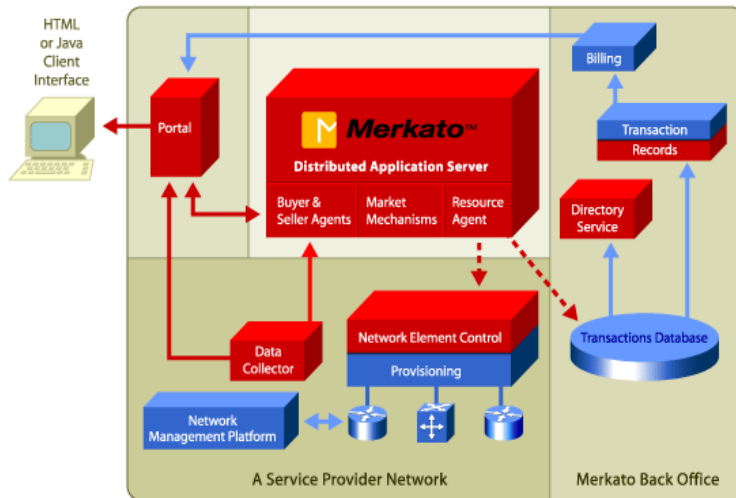 HTML
or Java
Client
Interface
Portal
Merkato™
Distributed Application Server
Buyer &
Seller Agents
Market
Mechanisms
Resource
Agent
Billing
Transaction
Records
Directory
Service
Transactions Database
Network Element Control
Provisioning
Data
Collector
Network
Management Platform
A Service Provider Network
Merkato Back Office